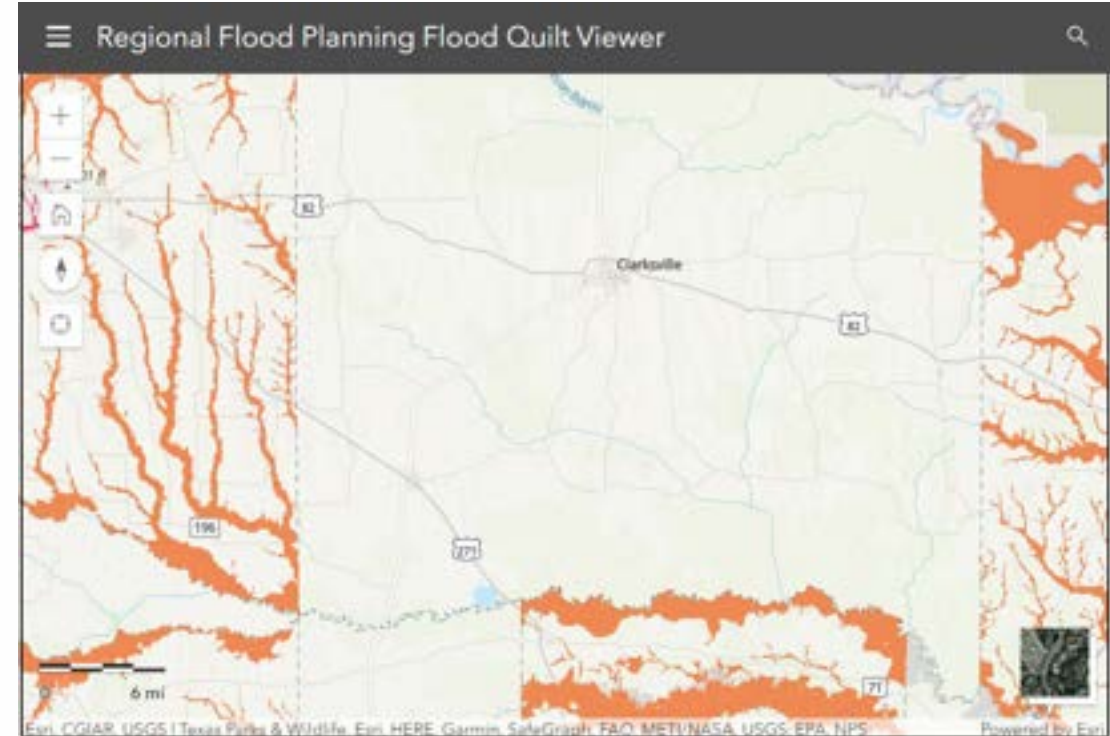 Regional Flood Planning Flood Quilt Viewer
82
Clarksville
82
196
271
71
0 6 mi
Esri, CGIAR, USGS | Texas Parks & Wildlife, Esri, HERE, Garmin, SafeGraph, FAO, METI/NASA, USGS, EPA, NPS
Powered by Esri